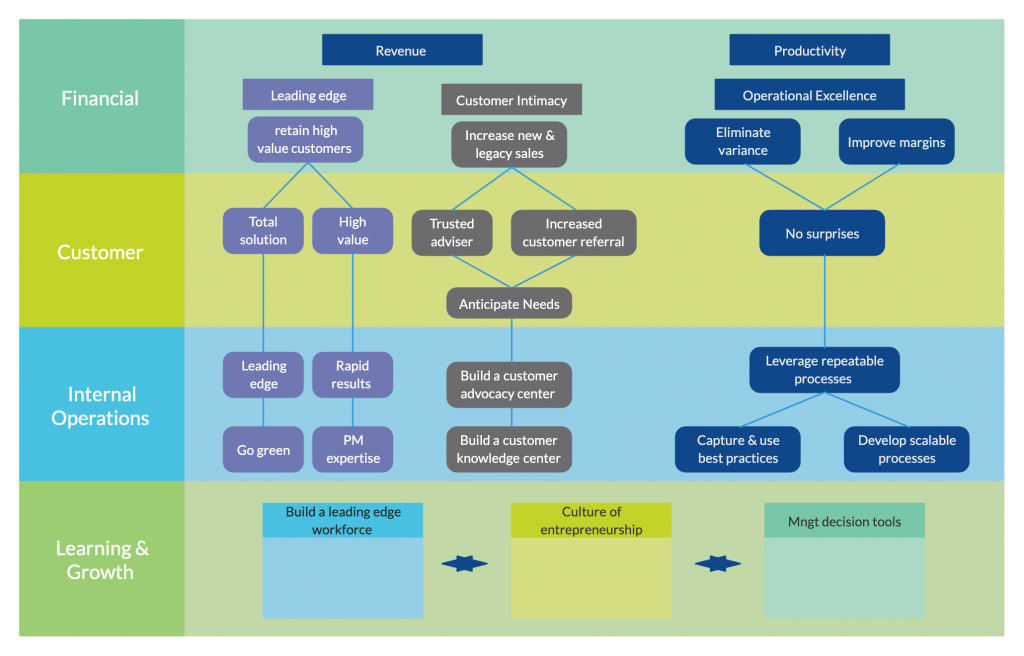 Financial
Revenue
Productivity
Leading edge
Customer Intimacy
Operational Excellence
retain high
value customers
Increase new &
legacy sales
Eliminate
variance
Improve margins
Customer
Total
solution
High
value
Trusted
adviser
Increased
customer referral
No surprises
Anticipate Needs
Internal
Operations
Leading
edge
Rapid
results
Build a customer
advocacy center
Leverage repeatable
processes
Go green
PM
expertise
Build a customer
knowledge center
Capture & use
best practices
Develop scalable
processes
Learning &
Growth
Build a leading edge
workforce
Culture of
entrepreneurship
Mngt decision tools